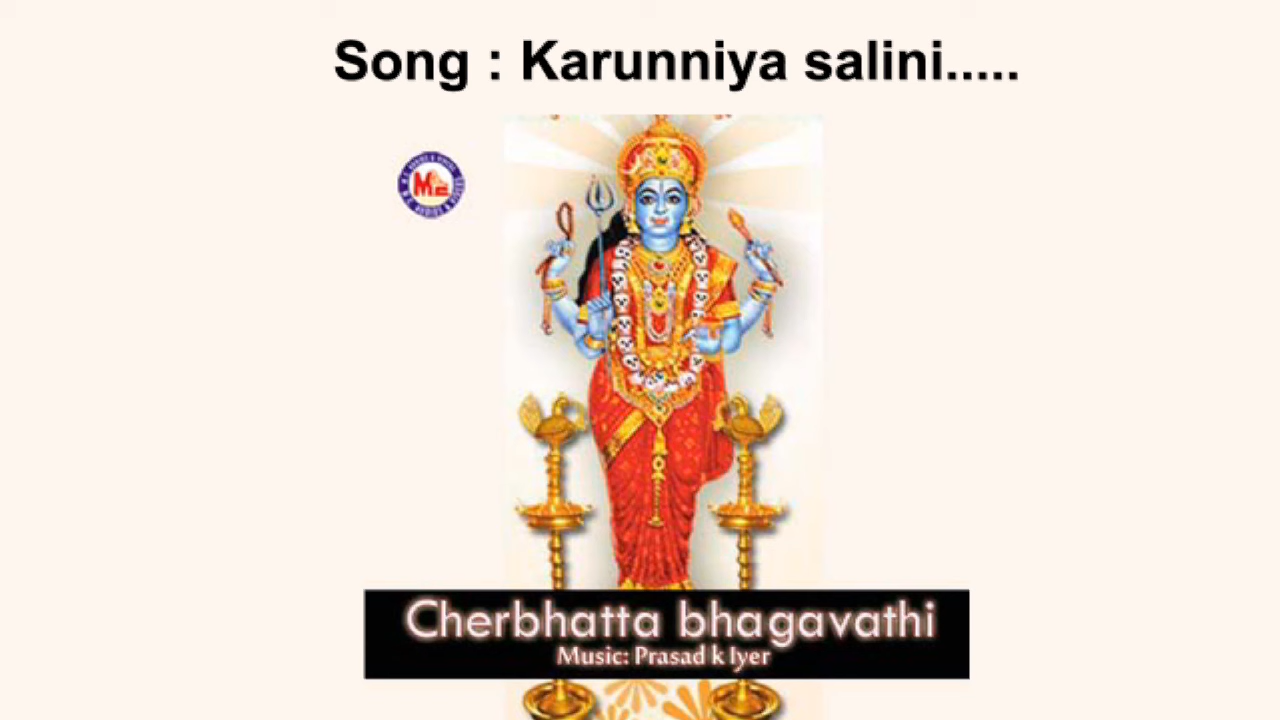 Song : Karunniya salini.....
Cherbhatta bhagavathi
Music: Prasad k Iyer